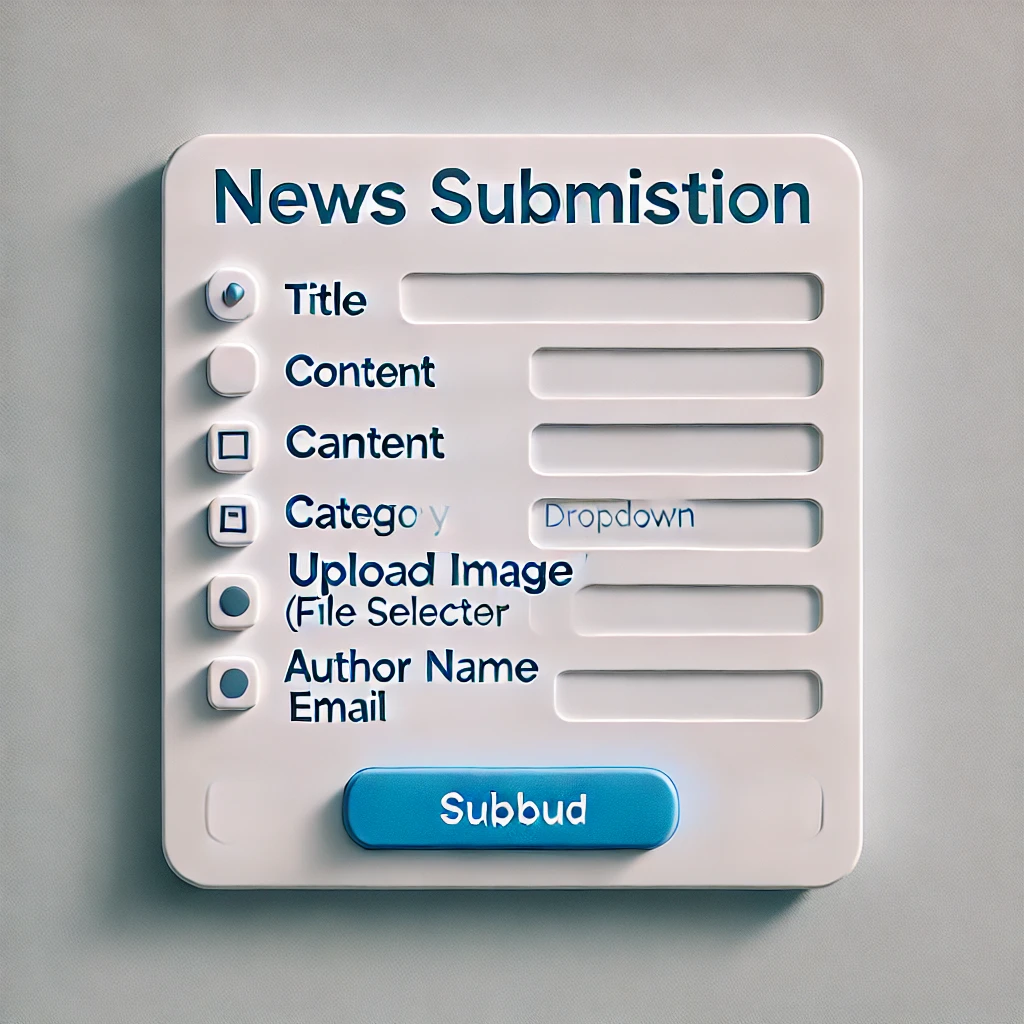 News Submistion
Title
Content
Cantent
Catego y
Dropdown
Upload Image
(File Selecter
Author Name
Email
Subbud